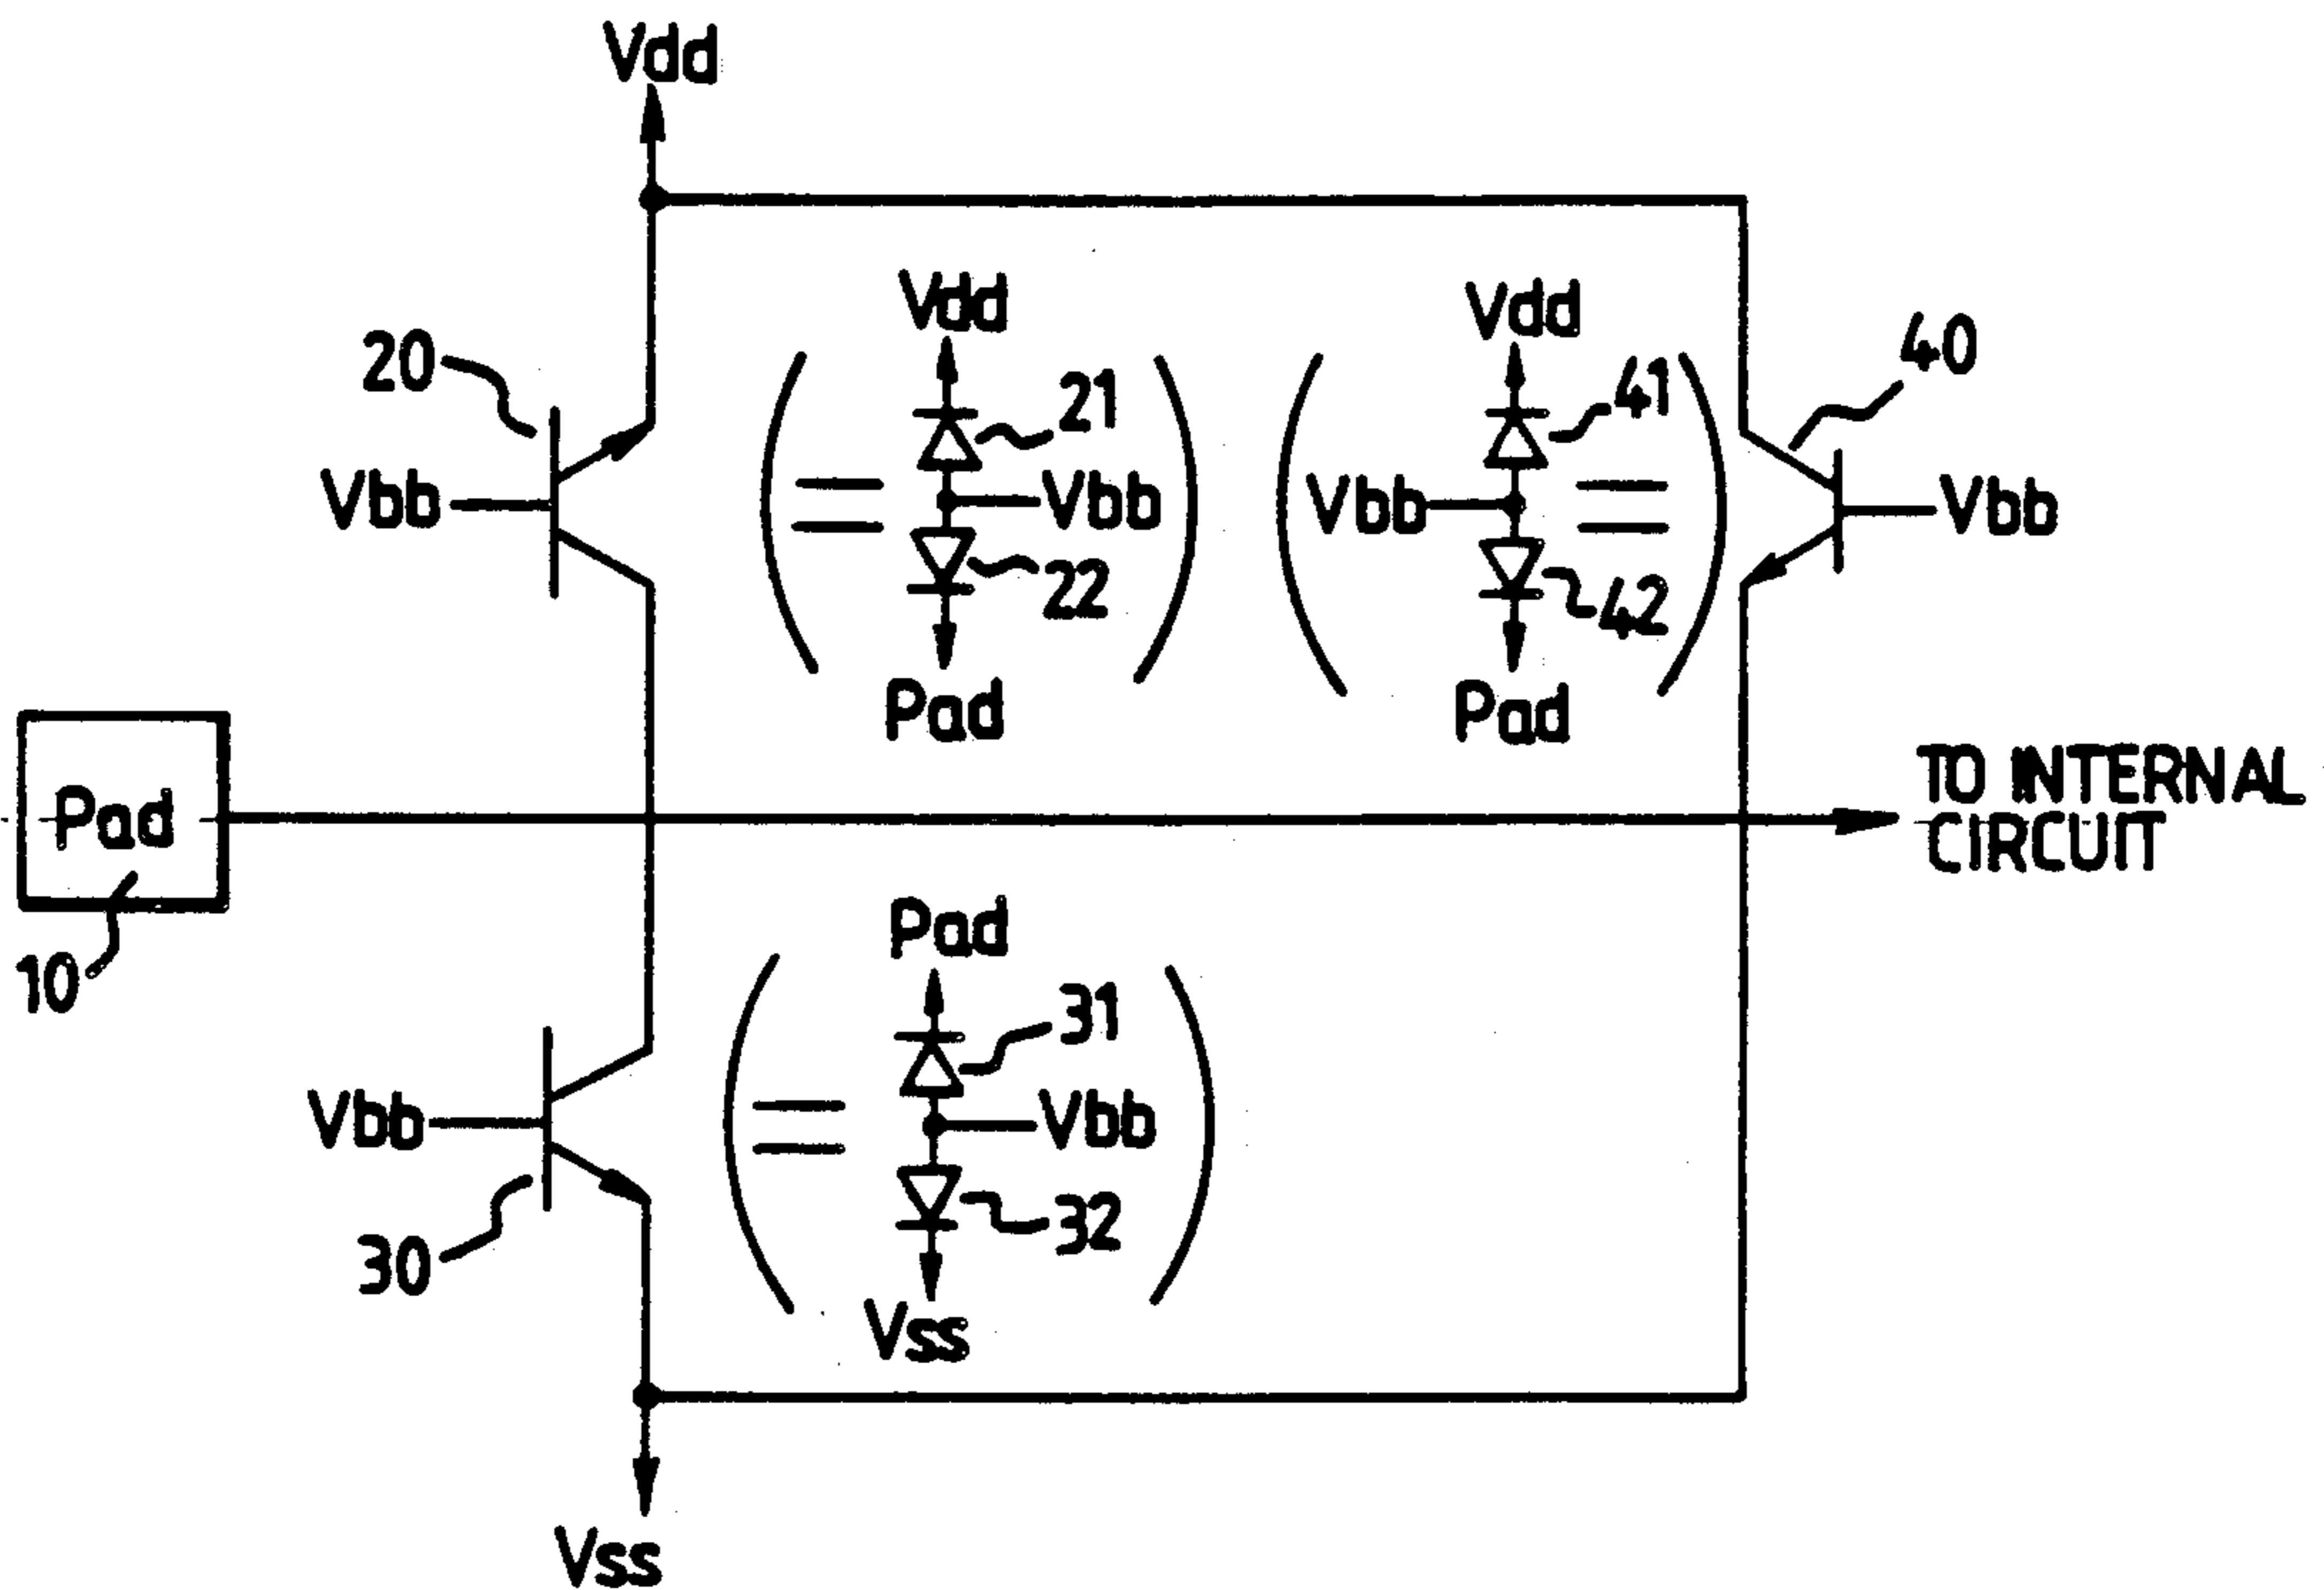 Vdd
Vdd
Vdd
20
21
41
40
Vbb
Vbb
Vbb
Vbb
22
42
Pad
Pad
Pad
TO INTERNAL
CIRCUIT
10
Pad
31
Vbb
Vbb
30
32
Vss
Vss